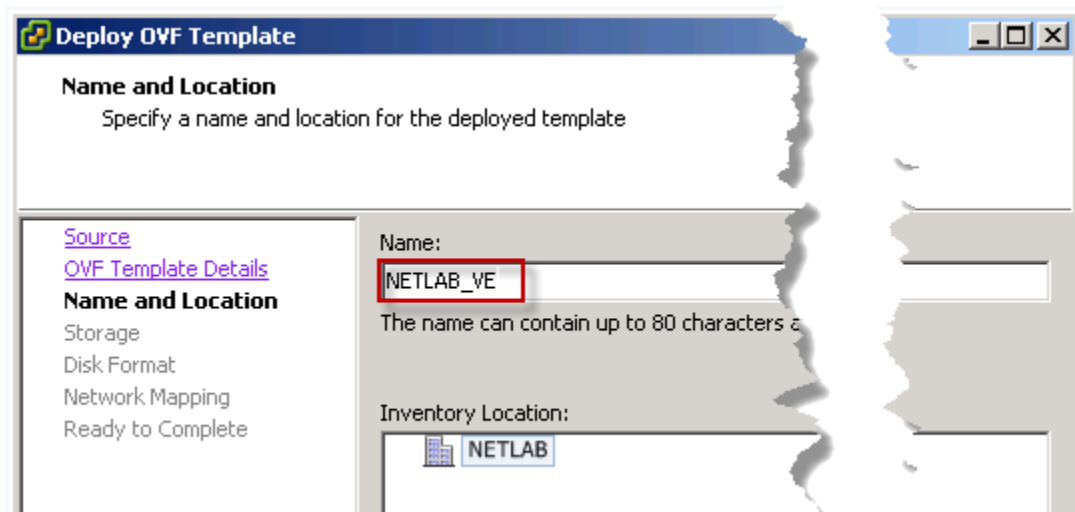 Deploy OVF Template
Name and Location
Specify a name and location for the deployed template
Source
OVF Template Details
Name and Location
Storage
Disk Format
Network Mapping
Ready to Complete
Name:
NETLAB_VE
The name can contain up to 80 characters a
Inventory Location:
NETLAB